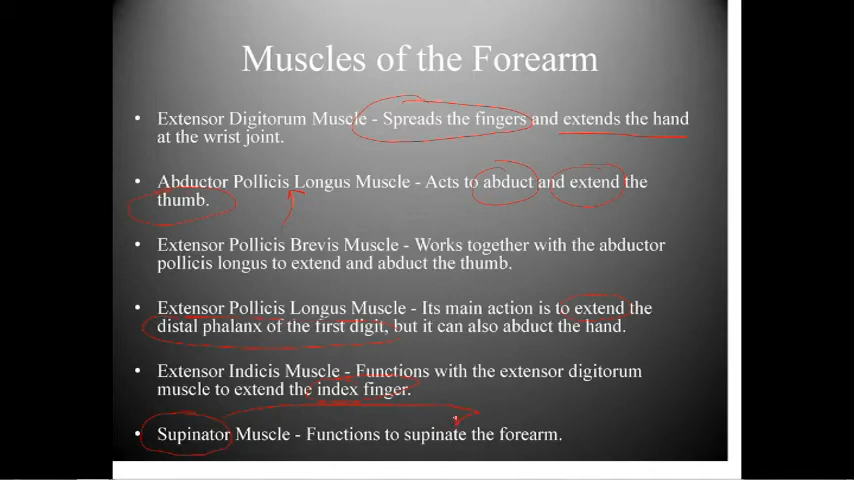 Muscles of the Forearm
• Extensor Digitorum Muscle - Spreads the fingers and extends the hand
at the wrist joint.
• Abductor Pollicis Longus Muscle - Acts to abduct and extend the
thumb.
• Extensor Pollicis Brevis Muscle - Works together with the abductor
pollicis longus to extend and abduct the thumb.
• Extensor Pollicis Longus Muscle - Its main action is to extend the
distal phalanx of the first digit, but it can also abduct the hand.
• Extensor Indicis Muscle - Functions with the extensor digitorum
muscle to extend the index finger.
• Supinator Muscle - Functions to supinate the forearm.